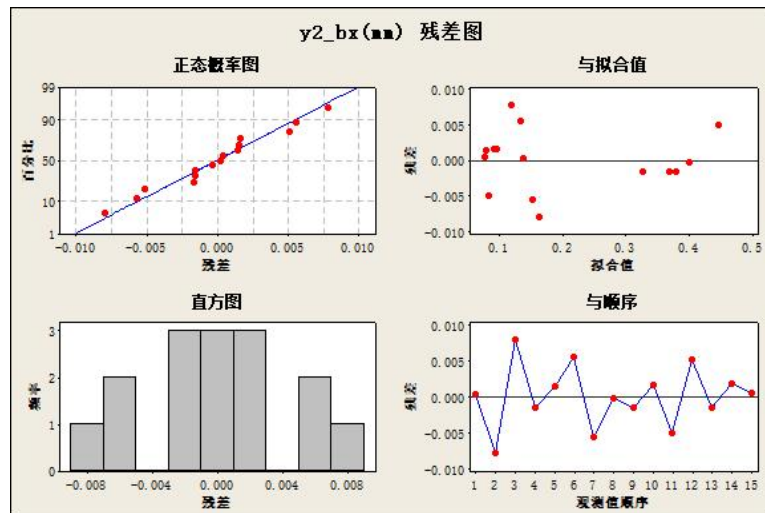 y2_bx(mm) 残差图
正态概率图
99
90
50
10
1
百分比
-0.010 -0.005 0.000 0.005 0.010
残差
与拟合值
0.010
0.005
0.000
-0.005
-0.010
残差
0.1 0.2 0.3 0.4 0.5
拟合值
直方图
3
2
1
0
频率
-0.008 -0.004 0.000 0.004 0.008
残差
与顺序
0.010
0.005
0.000
-0.005
-0.010
残差
1 2 3 4 5 6 7 8 9 10 11 12 13 14 15
观测值顺序